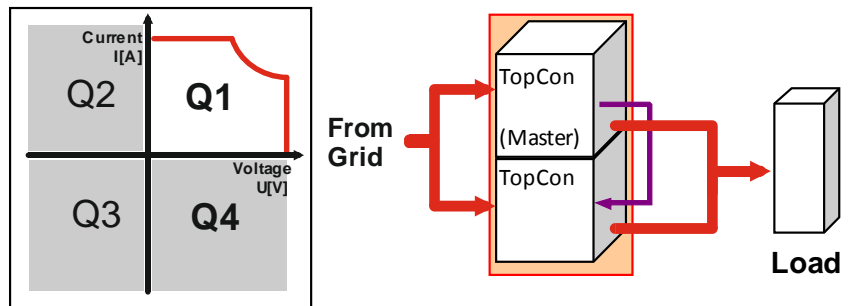 Current
I[A]
Q2
Q1
Voltage
U[V]
Q3
Q4
From
Grid
TopCon
(Master)
TopCon
Load